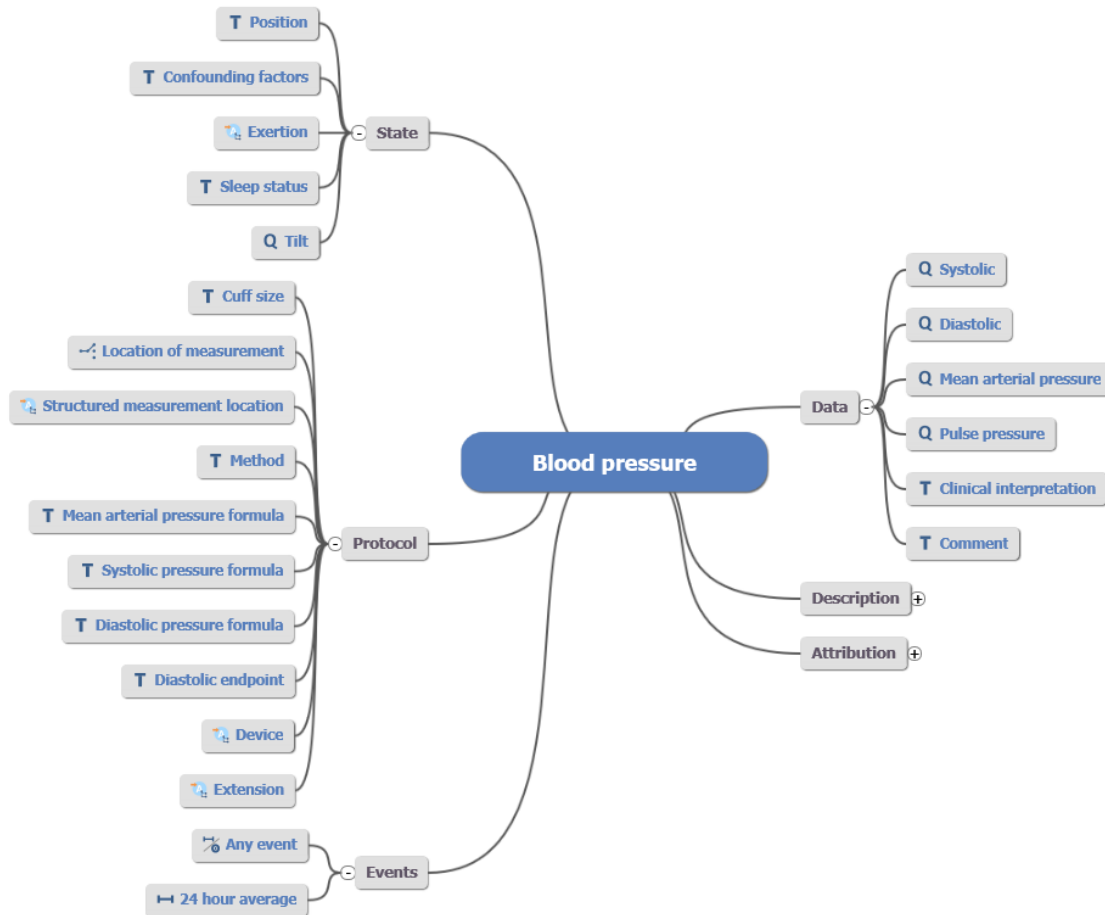 T Position
T Confounding factors
Exertion
- State
T Sleep status
Q Tilt
T Cuff size
Location of measurement
Structured measurement location
T Method
T Mean arterial pressure formula
- Protocol
T Systolic pressure formula
T Diastolic pressure formula
T Diastolic endpoint
Device
Extension
Any event
- Events
24 hour average
Blood pressure
Q Systolic
Q Diastolic
Q Mean arterial pressure
Data -
Q Pulse pressure
T Clinical interpretation
T Comment
Description +
Attribution +